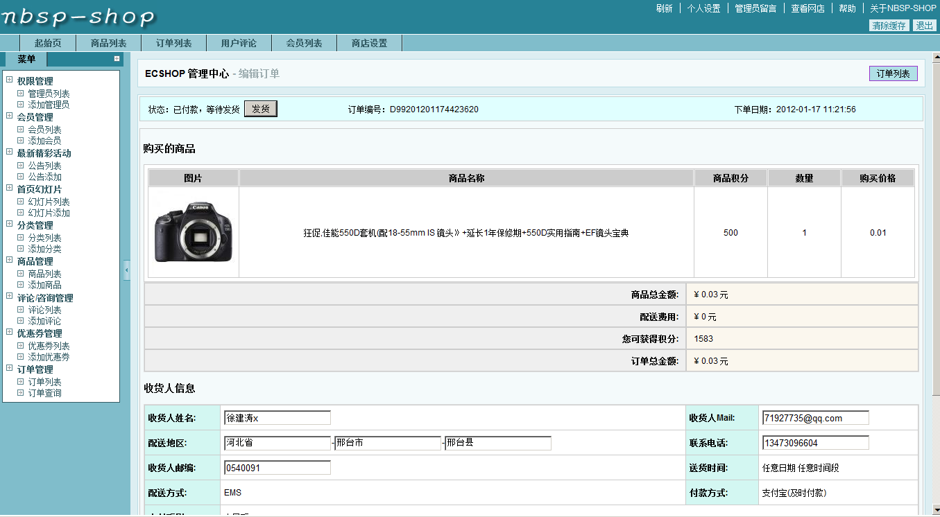 nbsp-shop
刷新 | 个人设置 | 管理员留言 | 查看网店 | 帮助 | 关于NBSP-SHOP
清除缓存 退出
起始页 商品列表 订单列表 用户评论 会员列表 商店设置
菜单
权限管理
管理员列表
添加管理员
会员管理
会员列表
添加会员
最新精彩活动
公告列表
公告添加
首页幻灯片
幻灯片列表
幻灯片添加
分类管理
分类列表
添加分类
商品管理
商品列表
添加商品
评论/咨询管理
评论列表
添加评论
优惠券管理
优惠券列表
添加优惠券
订单管理
订单列表
订单查询
ECSHOP 管理中心 - 编辑订单 订单列表
状态：已付款，等待发货 发货 订单编号：D99201201174423620 下单日期：2012-01-17 11:21:56
购买的商品
图片 商品名称 商品积分 数量 购买价格
Canon
狂促.佳能550D套机(配18-55mm IS 镜头》+延长1年保修期+550D实用指南+EF镜头宝典 500 1 0.01
商品总金额: ¥ 0.03 元
配送费用: ¥ 0 元
您可获得积分: 1583
订单总金额: ¥ 0.03 元
收货人信息
收货人姓名: 徐建涛x 收货人Mail: 71927735@qq.com
配送地区: 河北省 -邢台市 -邢台县 联系电话: 13473096604
收货人邮编: 0540091 送货时间: 任意日期 任意时间段
配送方式: EMS 付款方式: 支付宝(及时付款)